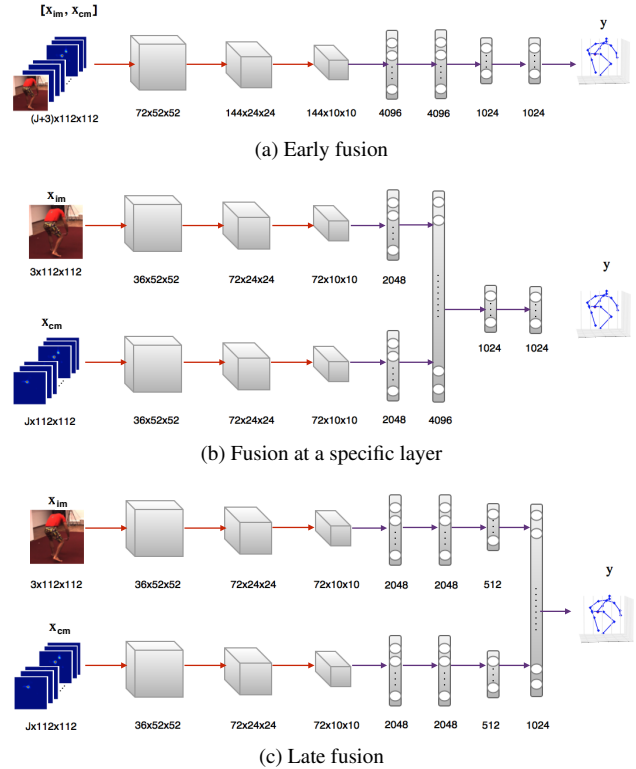 [x_im, x_cm]
y
(J+3)x112x112
72x52x52
144x24x24
144x10x10
4096
4096
1024
1024
(a) Early fusion
x_im
3x112x112
36x52x52
72x24x24
72x10x10
2048
y
x_cm
1024
1024
Jx112x112
36x52x52
72x24x24
72x10x10
2048
4096
(b) Fusion at a specific layer
x_im
3x112x112
36x52x52
72x24x24
72x10x10
2048
2048
512
y
x_cm
Jx112x112
36x52x52
72x24x24
72x10x10
2048
2048
512
1024
(c) Late fusion